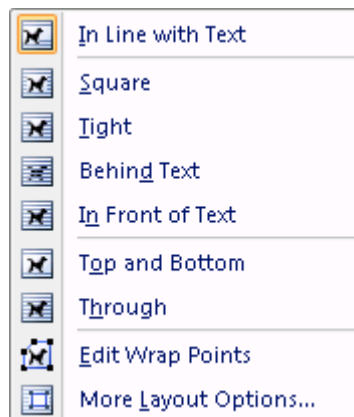 In Line with Text
Square
Tight
Behind Text
In Front of Text
Top and Bottom
Through
Edit Wrap Points
More Layout Options...